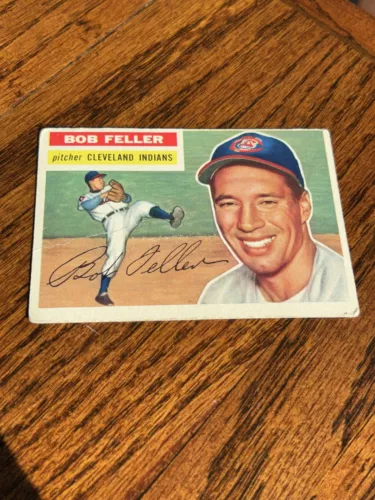 BOB FELLER
pitcher CLEVELAND INDIANS
Bob Feller